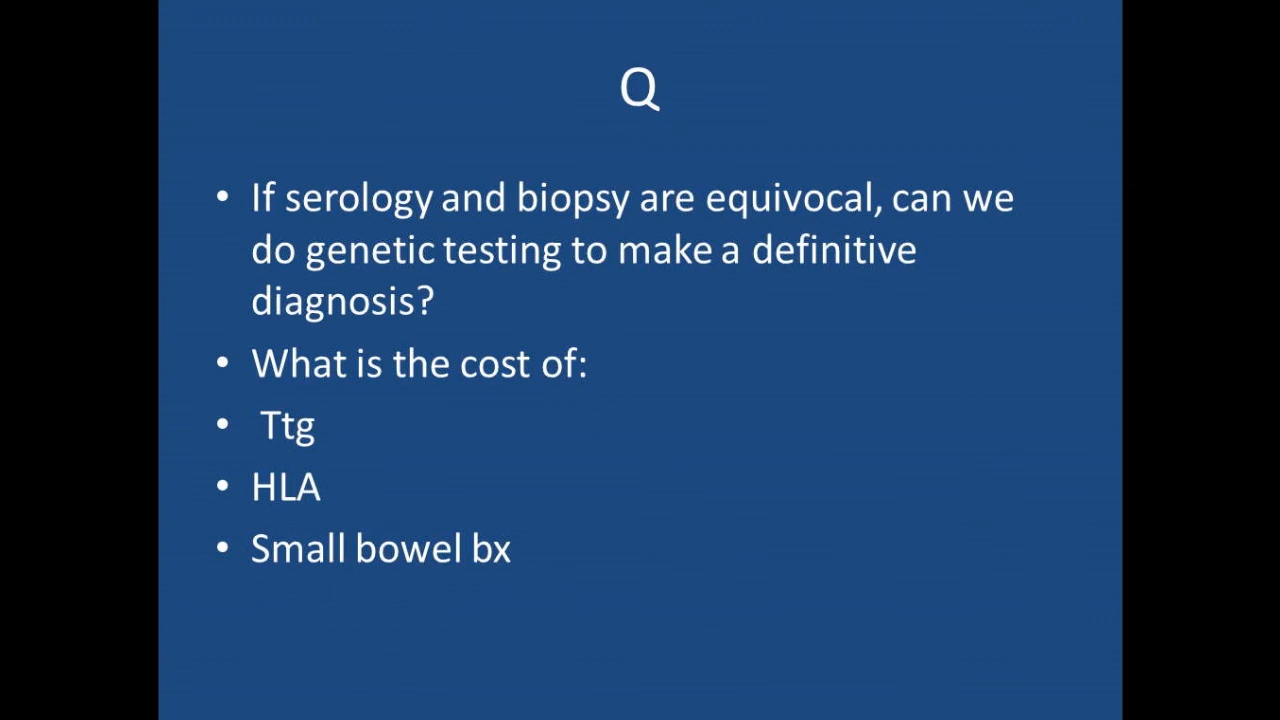 Q
• If serology and biopsy are equivocal, can we
do genetic testing to make a definitive
diagnosis?
• What is the cost of:
• Ttg
• HLA
• Small bowel bx